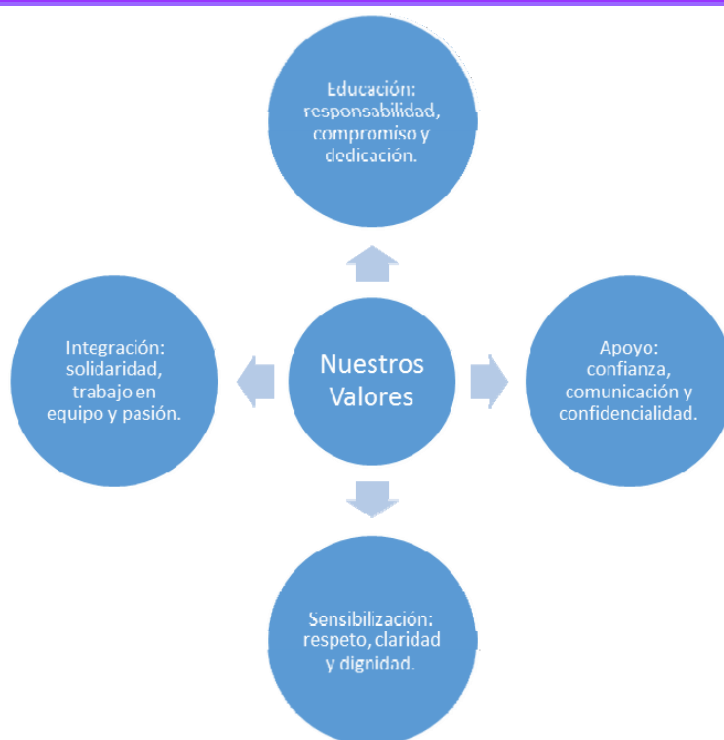 Educación:
responsabilidad,
compromiso y
dedicación.
Integración:
solidaridad,
trabajo en
equipo y pasión.
Nuestros
Valores
Apoyo:
confianza,
comunicación y
confidencialidad.
Sensibilización:
respeto, claridad
y dignidad.